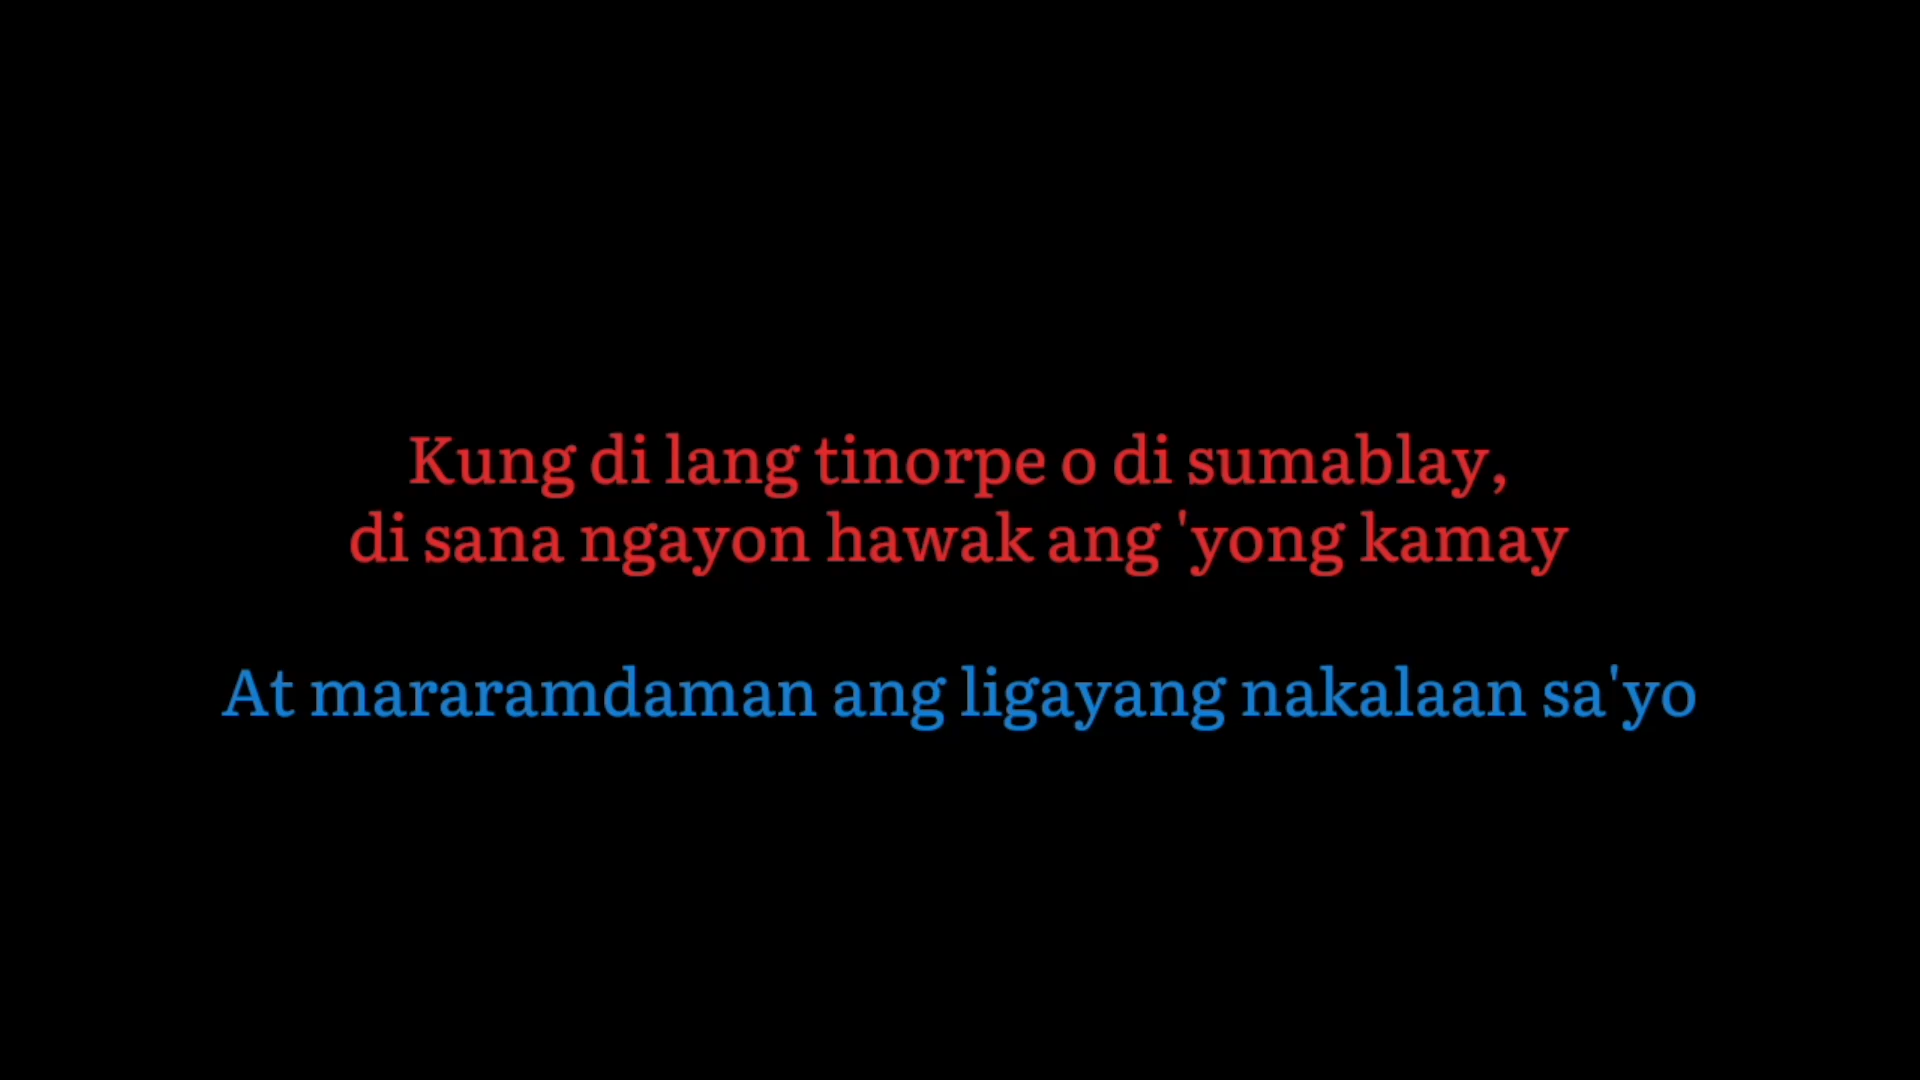 Kung di lang tinorpe o di sumablay,
di sana ngayon hawak ang 'yong kamay
At mararamdaman ang ligayang nakalaan sa'yo